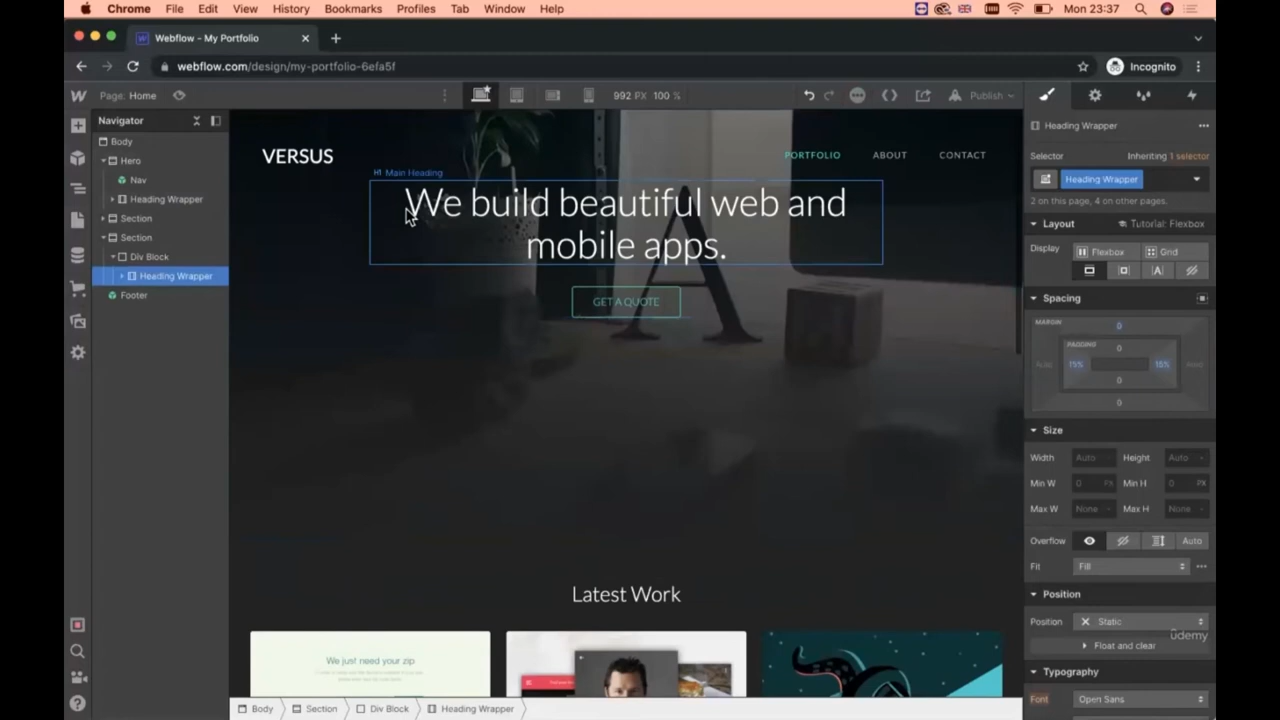 Chrome File Edit View History Bookmarks Profiles Tab Window Help Mon 23:37
Webflow - My Portfolio
webflow.com/design/my-portfolio-6efa5f Incognito
Page: Home 992 PX 100 % Publish
Navigator
Body
Hero
Nav
Heading Wrapper
Section
Section
Div Block
Heading Wrapper
Footer
VERSUS
PORTFOLIO ABOUT CONTACT
H1 Main Heading
We build beautiful web and
mobile apps.
GET A QUOTE
Latest Work
We just need your zip
Body Section Div Block Heading Wrapper
Heading Wrapper
Selector Inheriting 1 selector
Heading Wrapper
2 on this page, 4 on other pages.
Layout Tutorial: Flexbox
Display Flexbox Grid
Spacing
MARGIN 0
PADDING 0
Auto 15% 15% Auto
0
0
Size
Width Auto - Height Auto -
Min W 0 PX Min H 0 PX
Max W None - Max H None -
Overflow Auto
Fit Fill
Position
Position Static
ûdemy
Float and clear
Typography
Font Open Sans